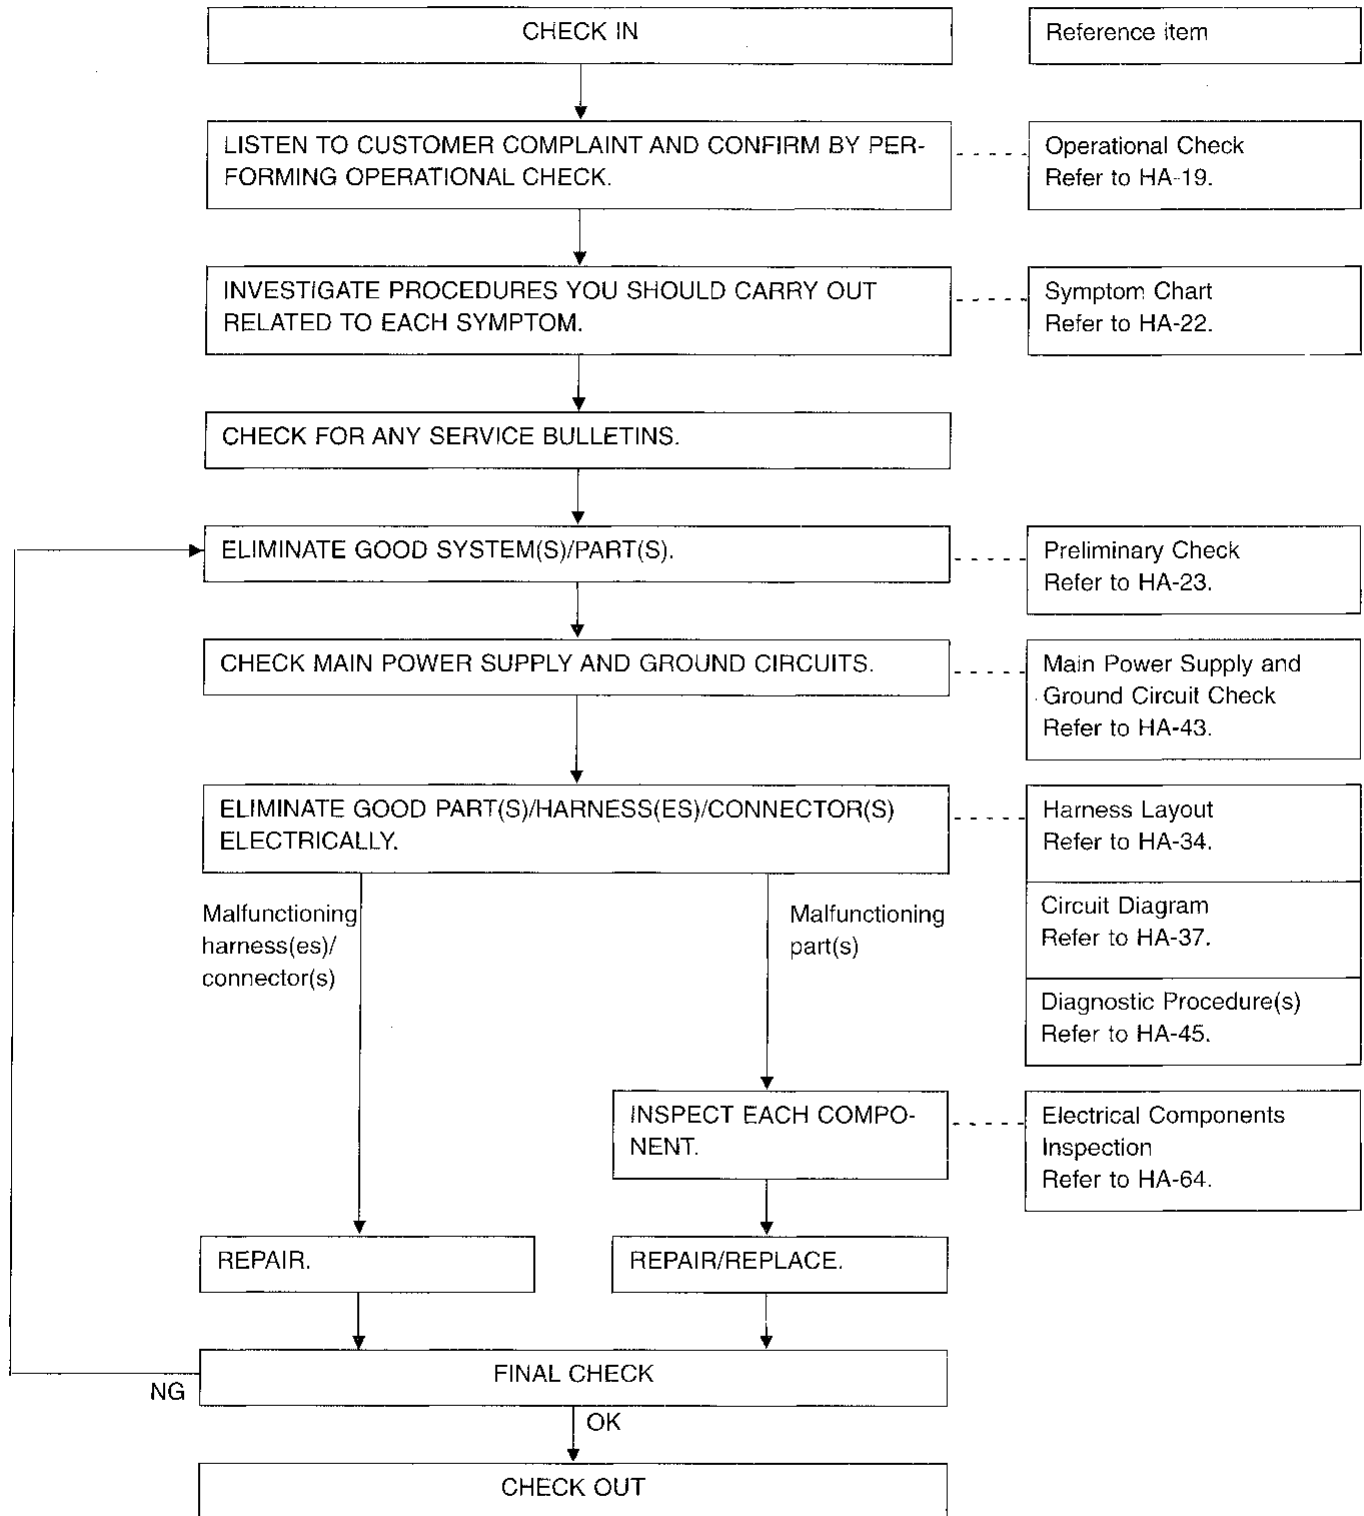 CHECK IN
Reference item
LISTEN TO CUSTOMER COMPLAINT AND CONFIRM BY PER-
FORMING OPERATIONAL CHECK.
Operational Check
Refer to HA-19.
INVESTIGATE PROCEDURES YOU SHOULD CARRY OUT
RELATED TO EACH SYMPTOM.
Symptom Chart
Refer to HA-22.
CHECK FOR ANY SERVICE BULLETINS.
ELIMINATE GOOD SYSTEM(S)/PART(S).
Preliminary Check
Refer to HA-23.
CHECK MAIN POWER SUPPLY AND GROUND CIRCUITS.
Main Power Supply and
Ground Circuit Check
Refer to HA-43.
ELIMINATE GOOD PART(S)/HARNESS(ES)/CONNECTOR(S)
ELECTRICALLY.
Harness Layout
Refer to HA-34.
Circuit Diagram
Refer to HA-37.
Diagnostic Procedure(s)
Refer to HA-45.
Malfunctioning
harness(es)/
connector(s)
Malfunctioning
part(s)
INSPECT EACH COMPO-
NENT.
Electrical Components
Inspection
Refer to HA-64.
REPAIR.
REPAIR/REPLACE.
FINAL CHECK
NG
OK
CHECK OUT